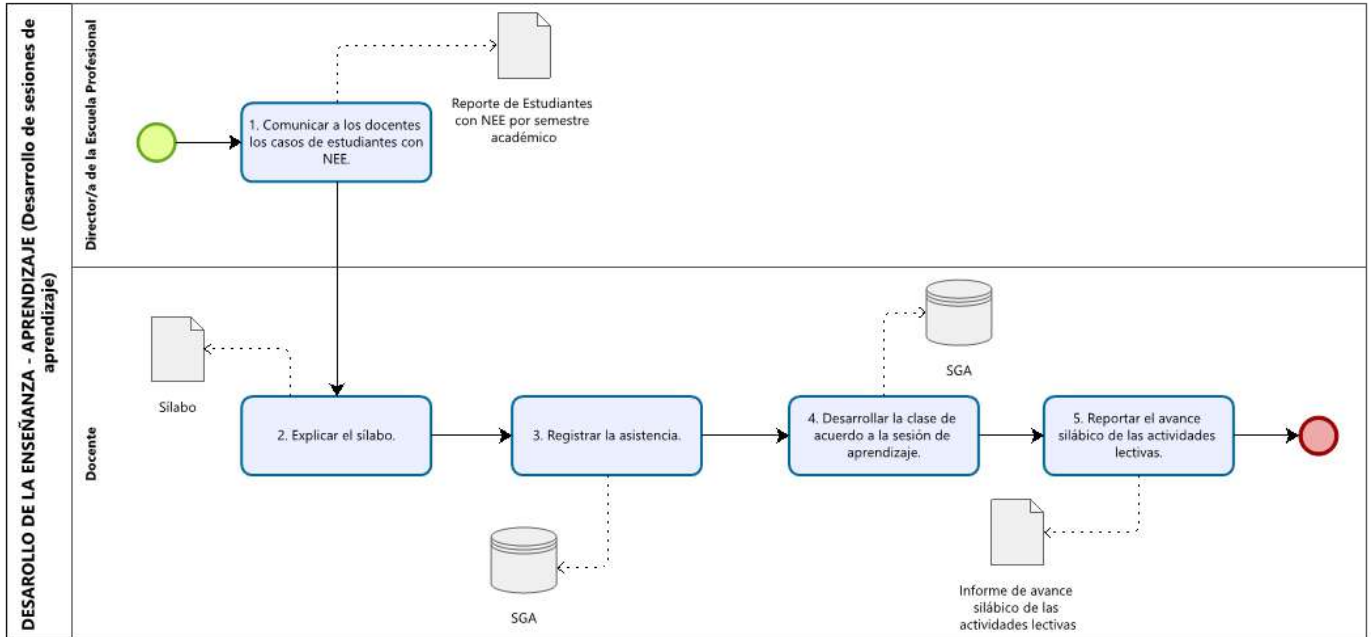 DESAROLLO DE LA ENSEÑANZA - APRENDIZAJE (Desarrollo de sesiones de
aprendizaje)
Director/a de la Escuela Profesional
1. Comunicar a los docentes
los casos de estudiantes con
NEE.
Reporte de Estudiantes
con NEE por semestre
académico
Docente
Sílabo
2. Explicar el sílabo.
3. Registrar la asistencia.
SGA
4. Desarrollar la clase de
acuerdo a la sesión de
aprendizaje.
SGA
5. Reportar el avance
silábico de las actividades
lectivas.
Informe de avance
silábico de las
actividades lectivas